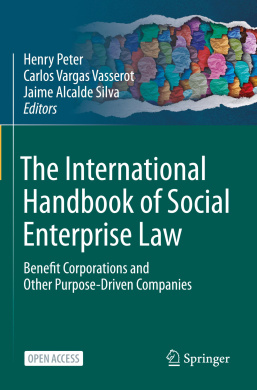 Henry Peter
Carlos Vargas Vasserot
Jaime Alcalde Silva
Editors
The International
Handbook of Social
Enterprise Law
Benefit Corporations and
Other Purpose-Driven Companies
OPEN ACCESS
Springer